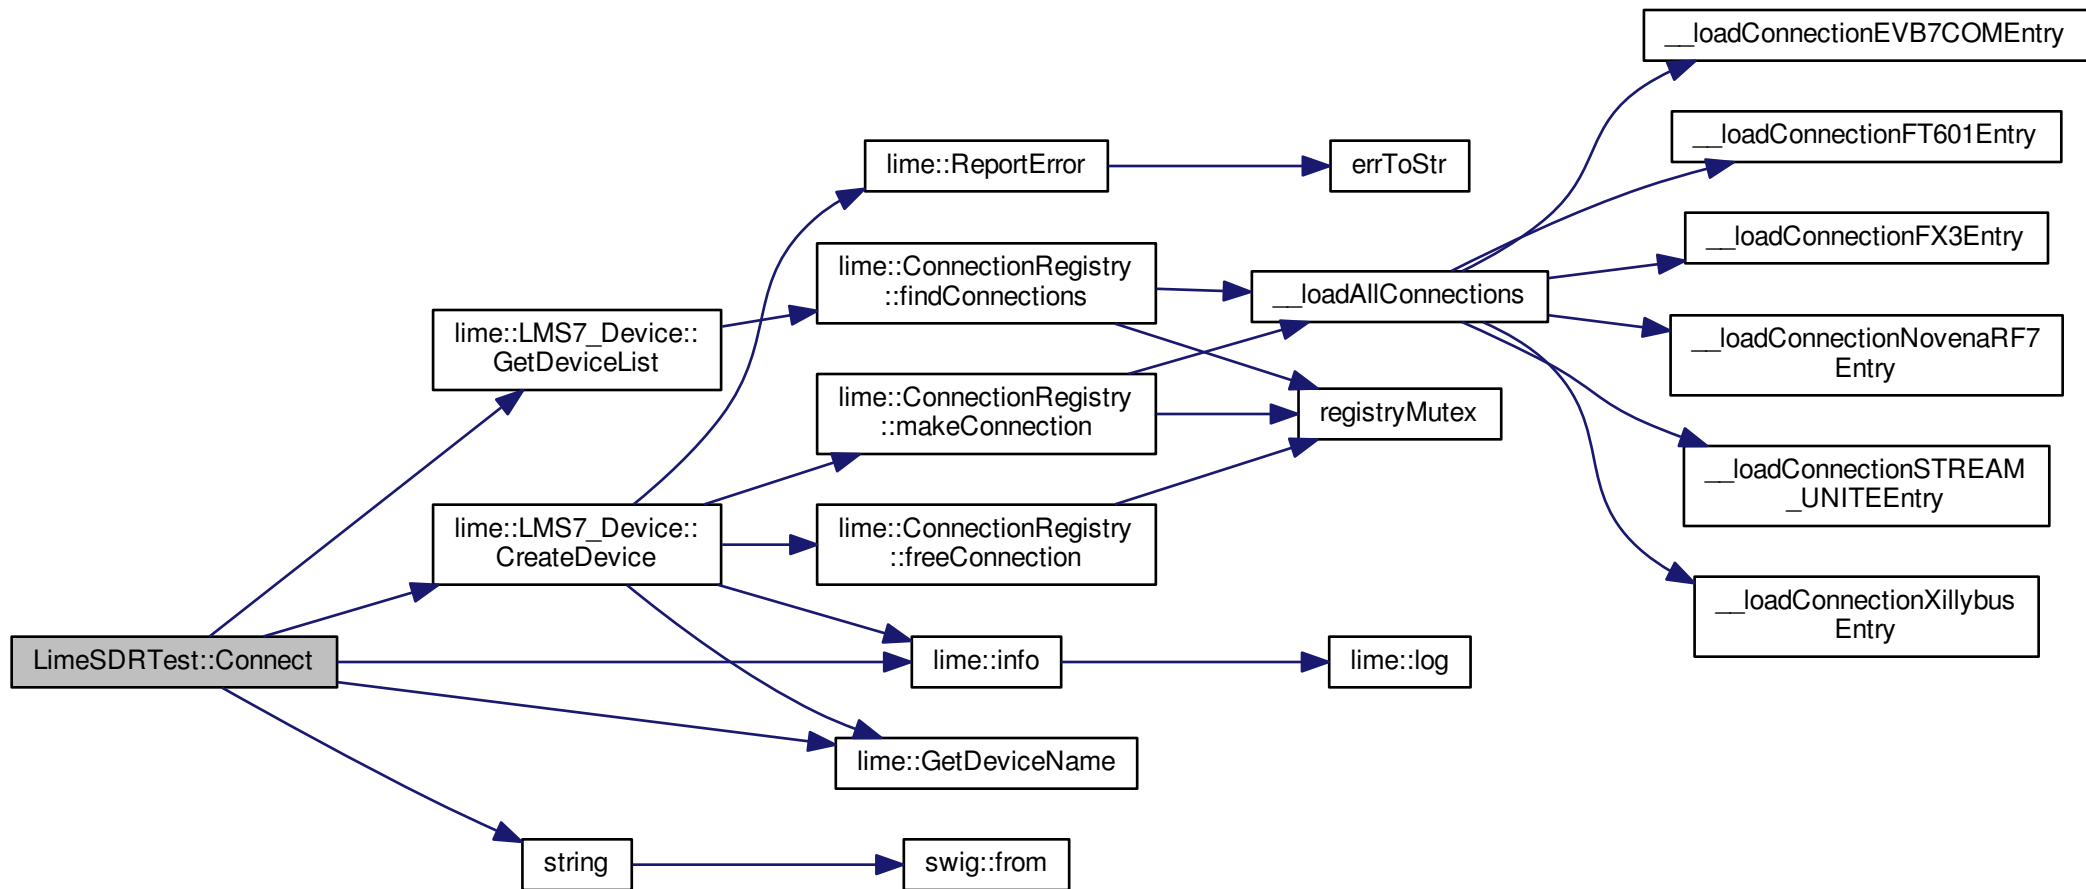 __loadConnectionEVB7COMEntry
__loadConnectionFT601Entry
lime::ReportError
errToStr
__loadConnectionFX3Entry
lime::ConnectionRegistry
::findConnections
__loadAllConnections
lime::LMS7_Device::
GetDeviceList
__loadConnectionNovenaRF7
Entry
lime::ConnectionRegistry
::makeConnection
registryMutex
__loadConnectionSTREAM
_UNITEEntry
lime::LMS7_Device::
CreateDevice
lime::ConnectionRegistry
::freeConnection
__loadConnectionXillybus
Entry
LimeSDRTest::Connect
lime::info
lime::log
lime::GetDeviceName
string
swig::from